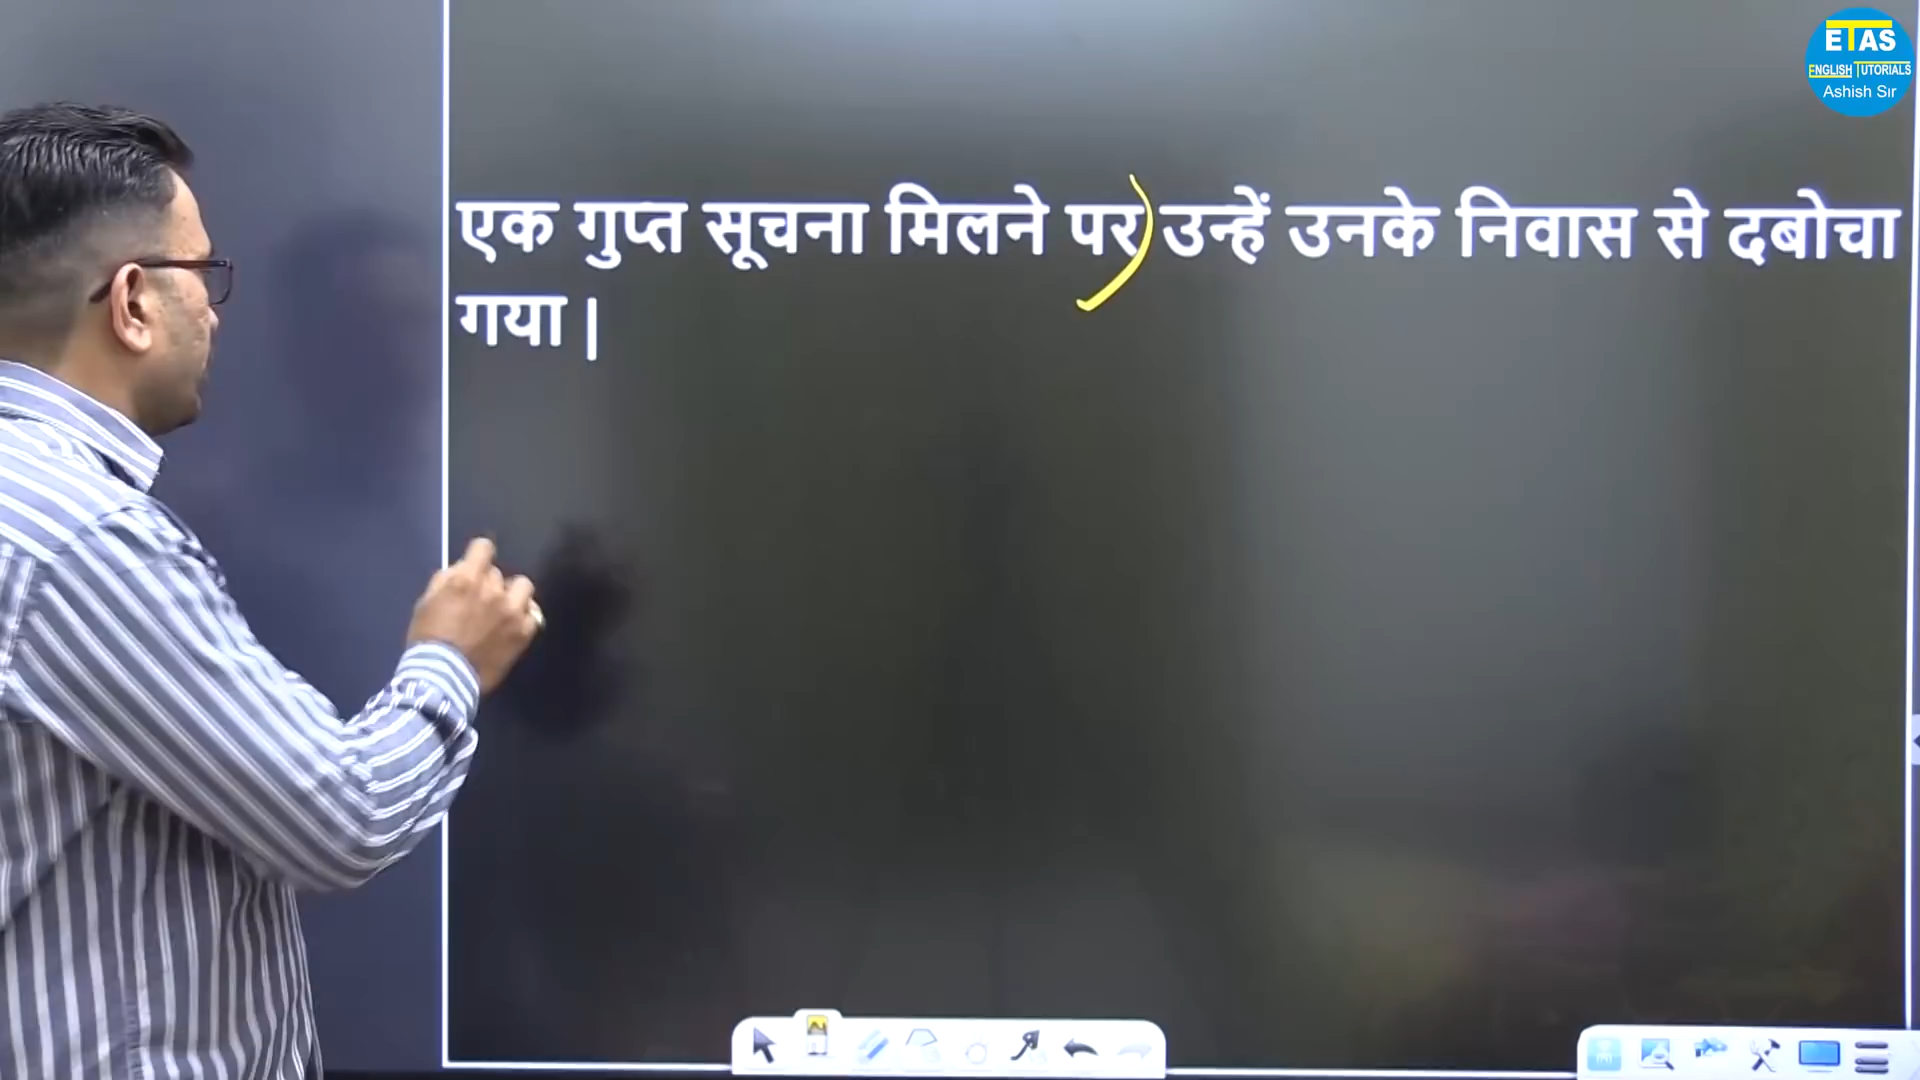 ETAS
ENGLISH TUTORIALS
Ashish Sir
एक गुप्त सूचना मिलने पर उन्हें उनके निवास से दबोचा
गया |